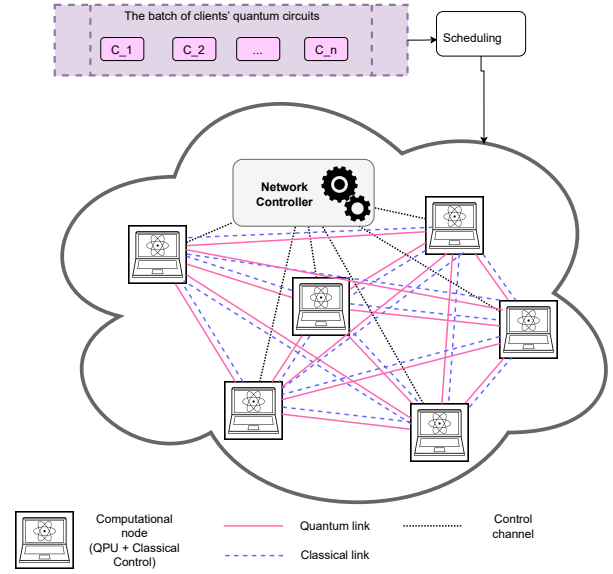 The batch of clients' quantum circuits
C_1
C_2
...
C_n
Scheduling
Network
Controller
Computational
node
(QPU + Classical
Control)
Quantum link
Classical link
Control
channel